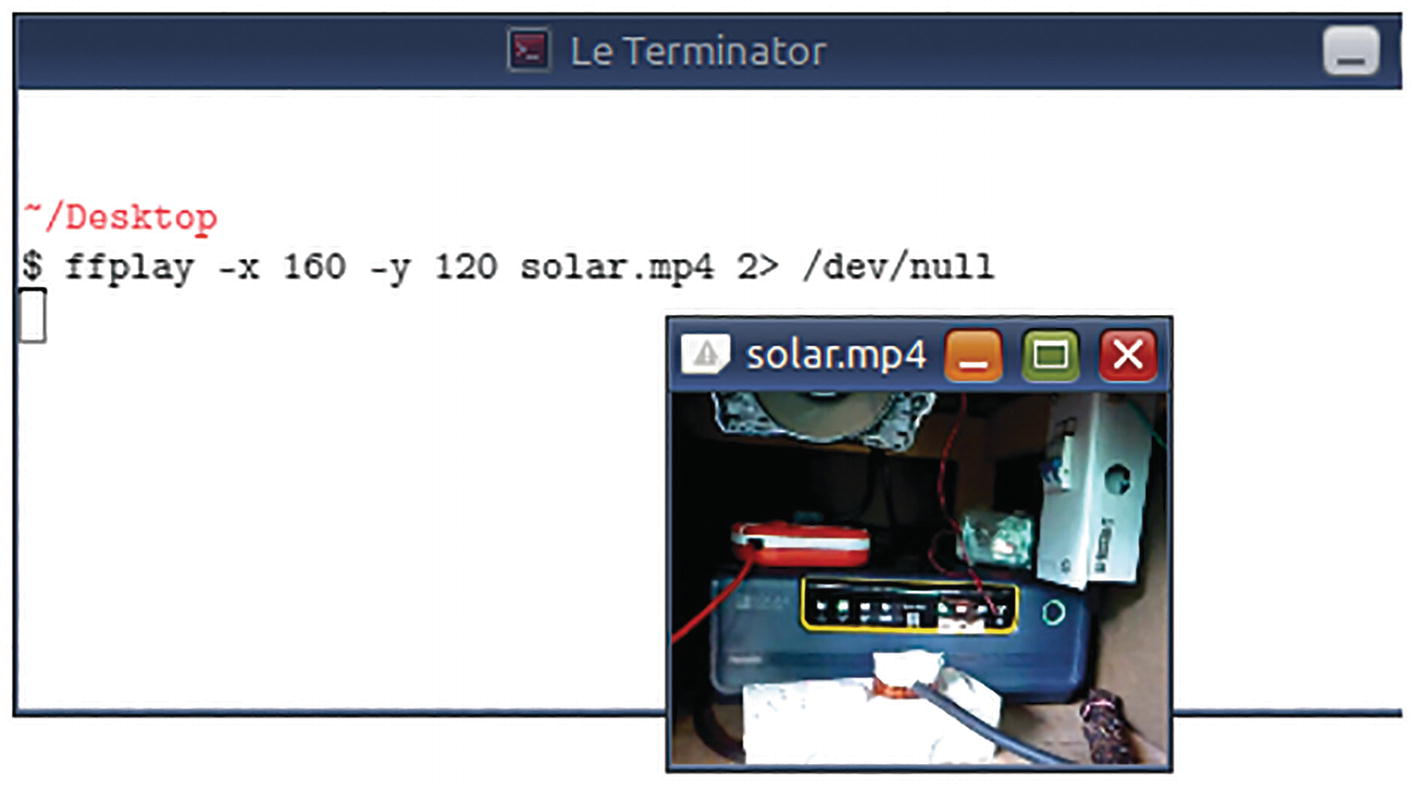 Le Terminator
~/Desktop
$ ffplay -x 160 -y 120 solar.mp4 2> /dev/null
solar.mp4